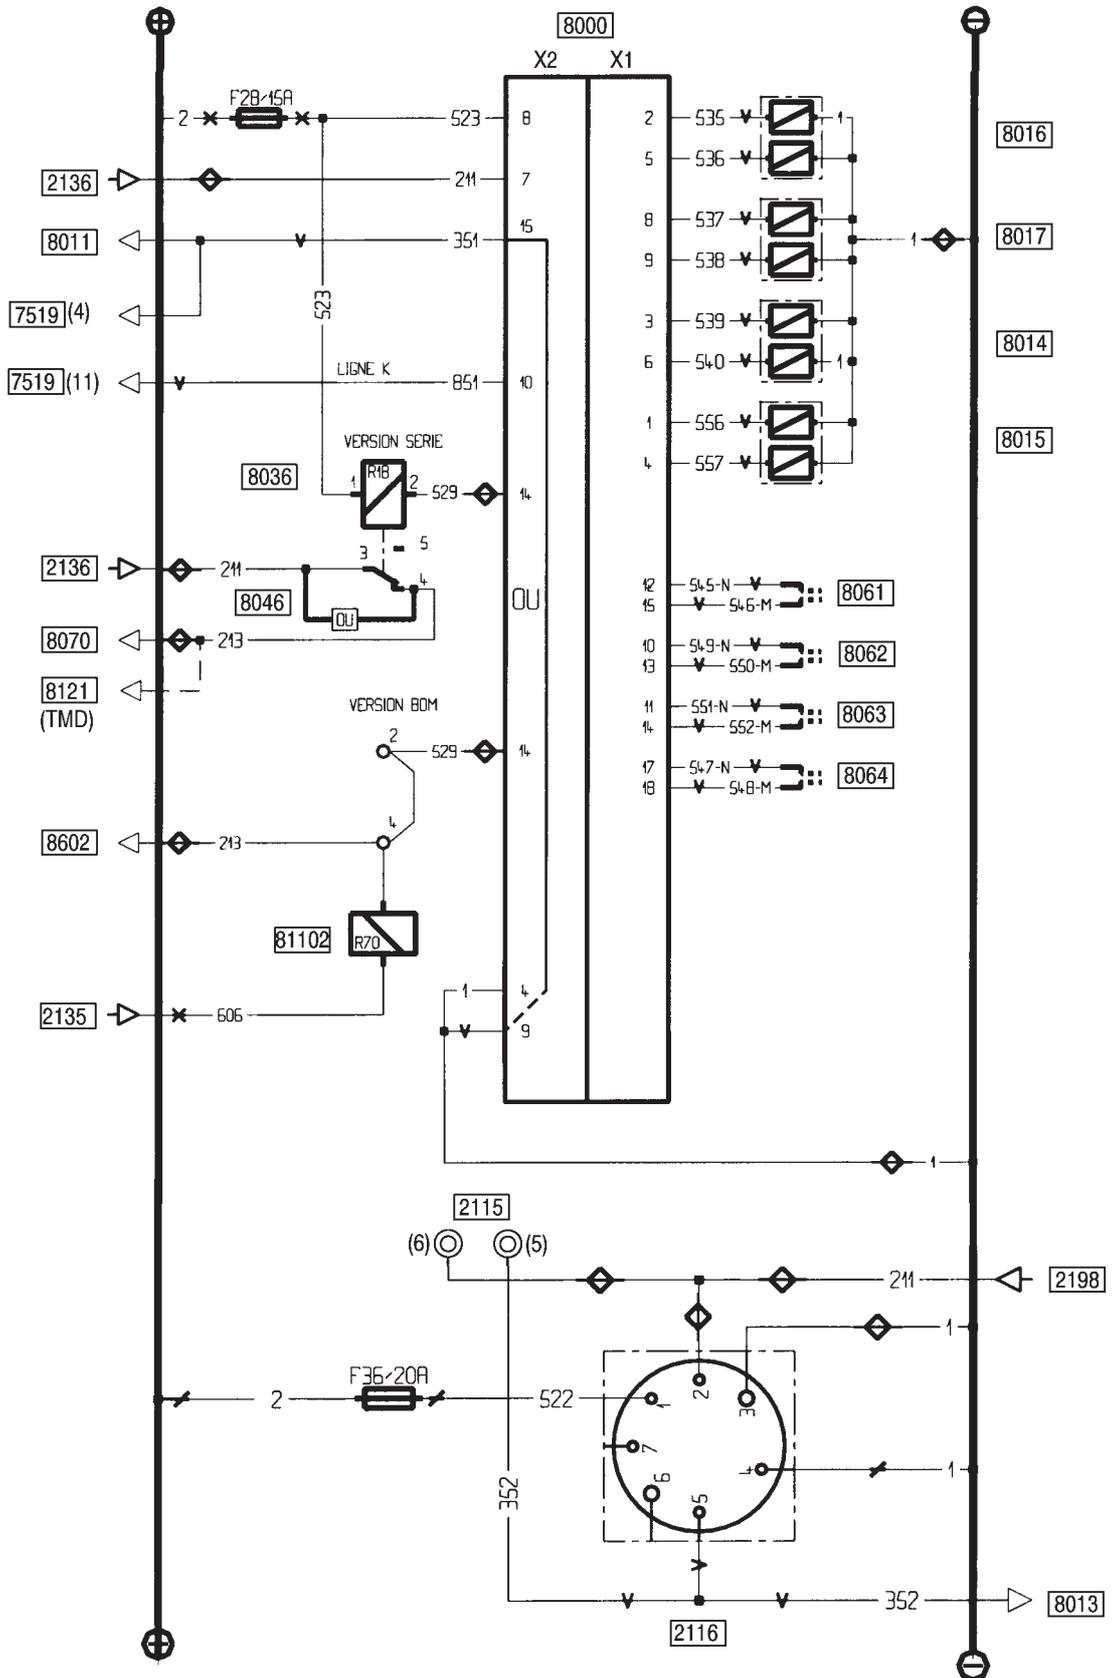 8000
X2 X1
F28/15A
2 523 8 2 535 1 8016
5 536
2136 211 7
8 537
15
8011 351 1 8017
9 538
523
7519 (4) 3 539
8014
6 540 1
LIGNE K
7519 (11) 851 10
1 556
VERSION SERIE 8015
4 557
8036 R18
1 2 529 14
3 5
2136 211 4
12 545-N
8046 OU OU 15 546-M 8061
8070 213
10 549-N
13 550-M 8062
8121
(TMD)
VERSION BDM
11 551-N
14 552-M 8063
2 529 14
17 547-N
18 548-M 8064
4
8602 213
81102 R70
1 4
2135 606
9
1
2115
(6) (5)
211 2198
1
F36/20A
2 522 1 2 3
7
6 4 1
352 5
352 8013
2116